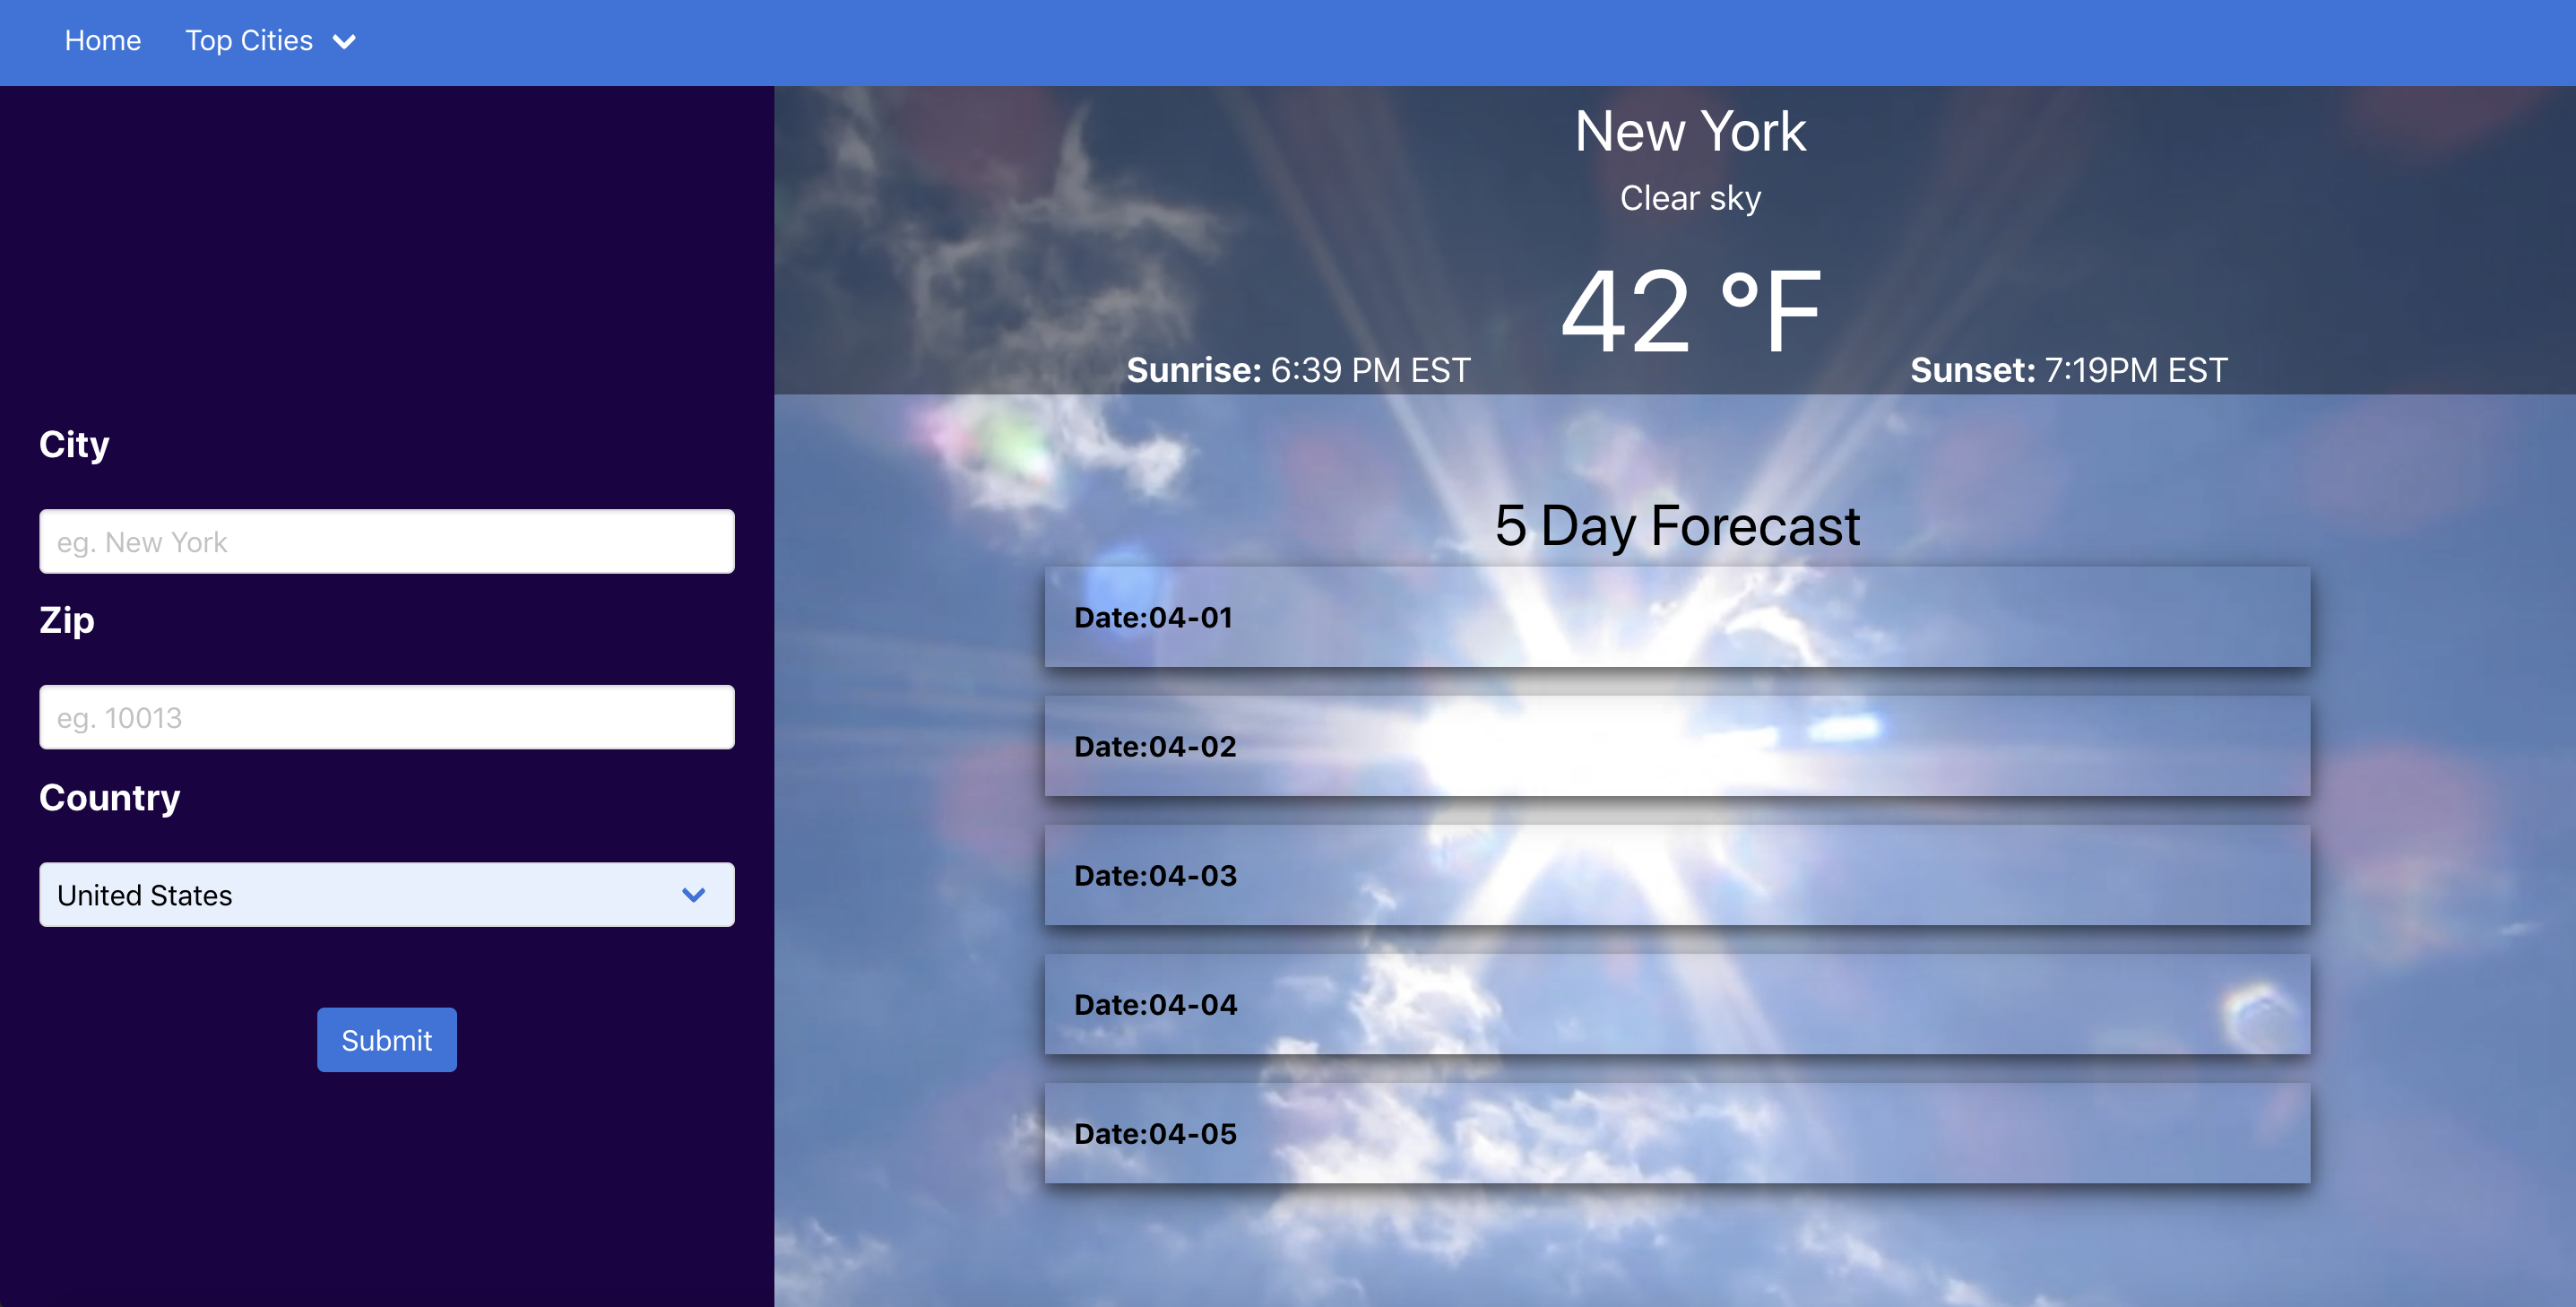 Home Top Cities
New York
Clear sky
42 °F
Sunrise: 6:39 PM EST Sunset: 7:19PM EST
City
eg. New York
Zip
eg. 10013
Country
United States
Submit
5 Day Forecast
Date:04-01
Date:04-02
Date:04-03
Date:04-04
Date:04-05